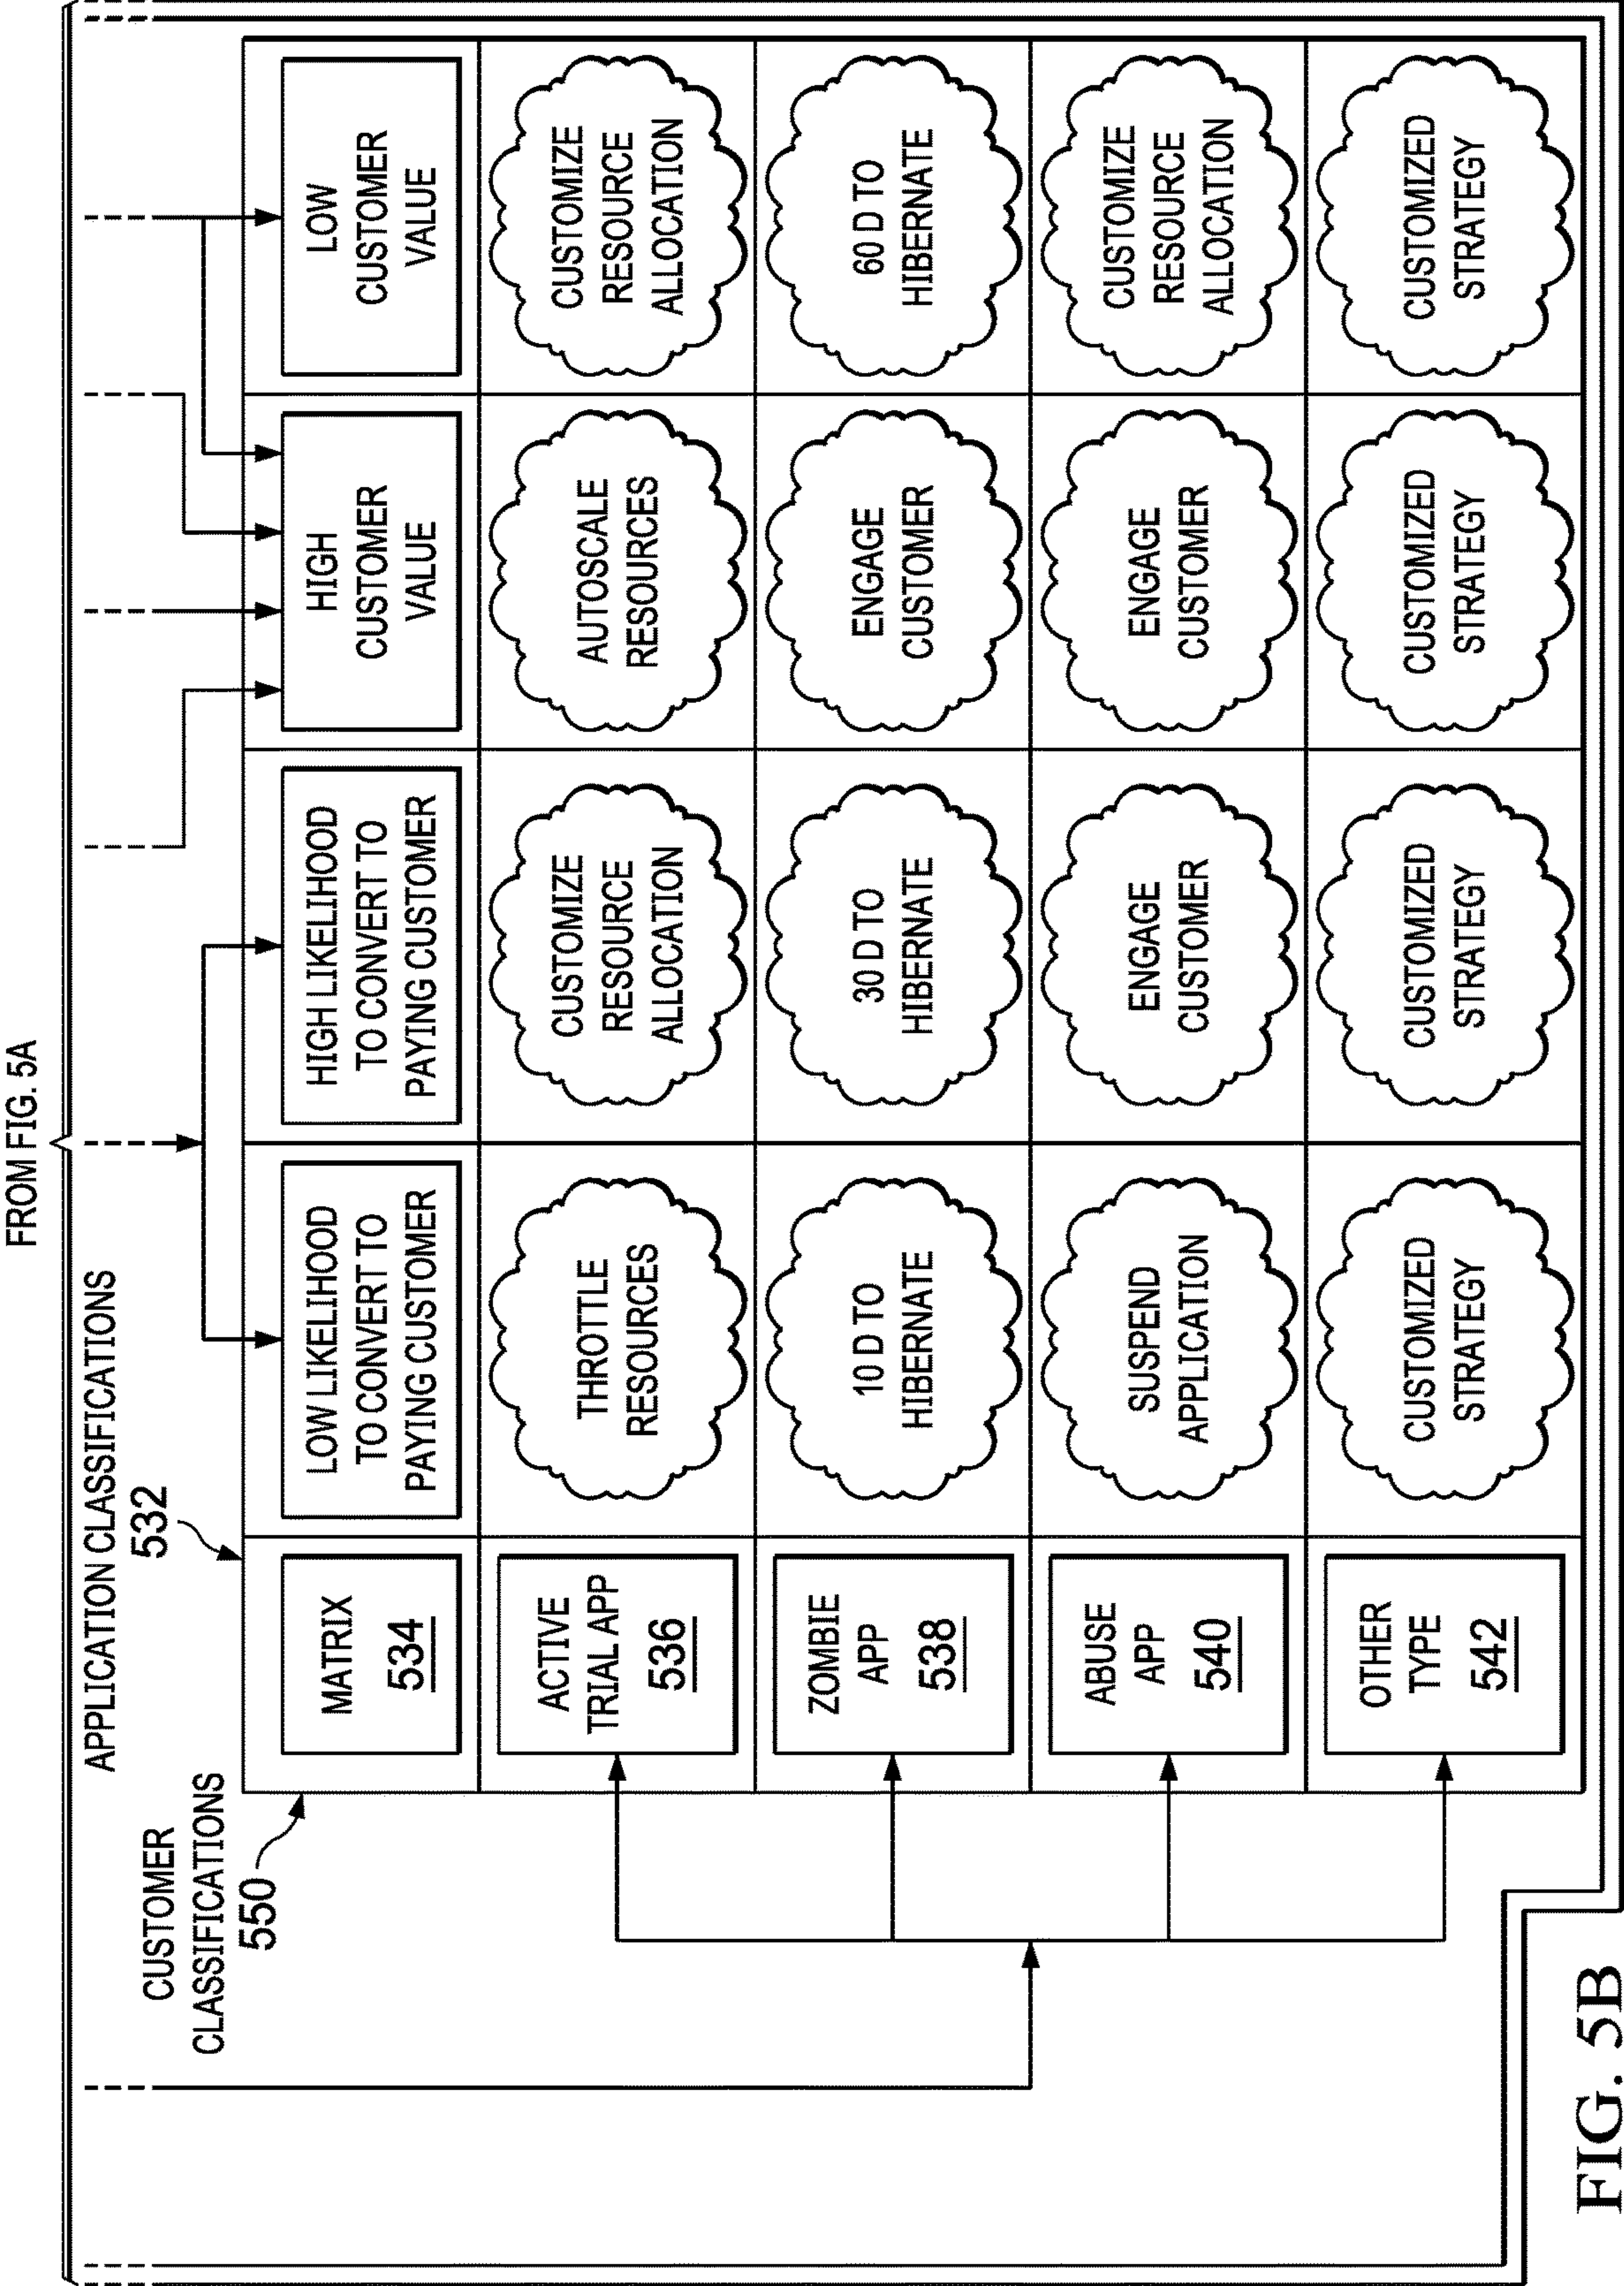 FROM FIG. 5A
APPLICATION CLASSIFICATIONS
532
CUSTOMER
CLASSIFICATIONS
550
MATRIX
534
LOW LIKELIHOOD
TO CONVERT TO
PAYING CUSTOMER
HIGH LIKELIHOOD
TO CONVERT TO
PAYING CUSTOMER
HIGH
CUSTOMER
VALUE
LOW
CUSTOMER
VALUE
ACTIVE
TRIAL APP
536
THROTTLE
RESOURCES
CUSTOMIZE
RESOURCE
ALLOCATION
AUTOSCALE
RESOURCES
CUSTOMIZE
RESOURCE
ALLOCATION
ZOMBIE
APP
538
10 D TO
HIBERNATE
30 D TO
HIBERNATE
ENGAGE
CUSTOMER
60 D TO
HIBERNATE
ABUSE
APP
540
SUSPEND
APPLICATION
ENGAGE
CUSTOMER
ENGAGE
CUSTOMER
CUSTOMIZE
RESOURCE
ALLOCATION
OTHER
TYPE
542
CUSTOMIZED
STRATEGY
CUSTOMIZED
STRATEGY
CUSTOMIZED
STRATEGY
CUSTOMIZED
STRATEGY
FIG. 5B